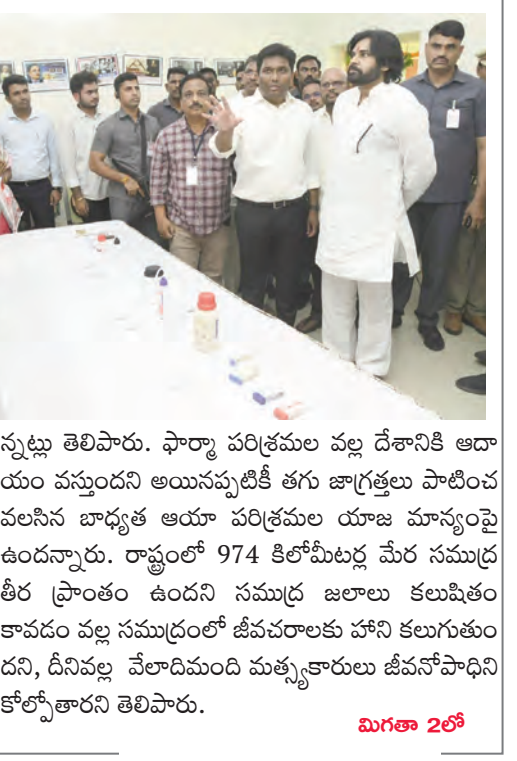 న్నట్లు తెలిపారు. ఫార్మా పరిశ్రమల వల్ల దేశానికి ఆదా
యం వస్తుందని అయినప్పటికీ తగు జాగ్రత్తలు పాటించ
వలసిన బాధ్యత ఆయా పరిశ్రమల యాజ మాన్యంపై
ఉందన్నారు. రాష్ట్రంలో 974 కిలోమీటర్ల మేర సముద్ర
తీర ప్రాంతం ఉందని సముద్ర జలాలు కలుషితం
కావడం వల్ల సముద్రంలో జీవచరాలకు హాని కలుగుతుం
దని, దీనివల్ల వేలాదిమంది మత్స్యకారులు జీవనోపాధిని
కోల్పోతారని తెలిపారు.
మిగతా 2లో